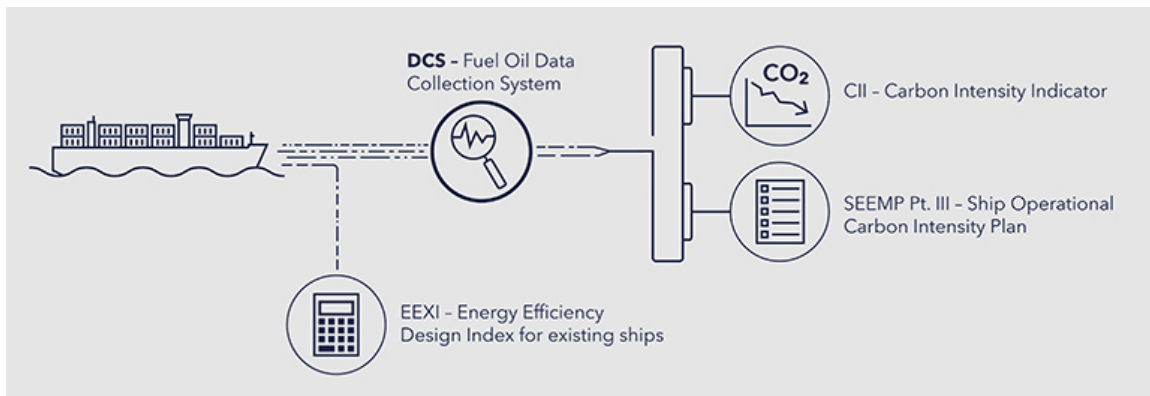 DCS – Fuel Oil Data
Collection System
CO₂
CII – Carbon Intensity Indicator
SEEMP Pt. III – Ship Operational
Carbon Intensity Plan
EEXI – Energy Efficiency
Design Index for existing ships